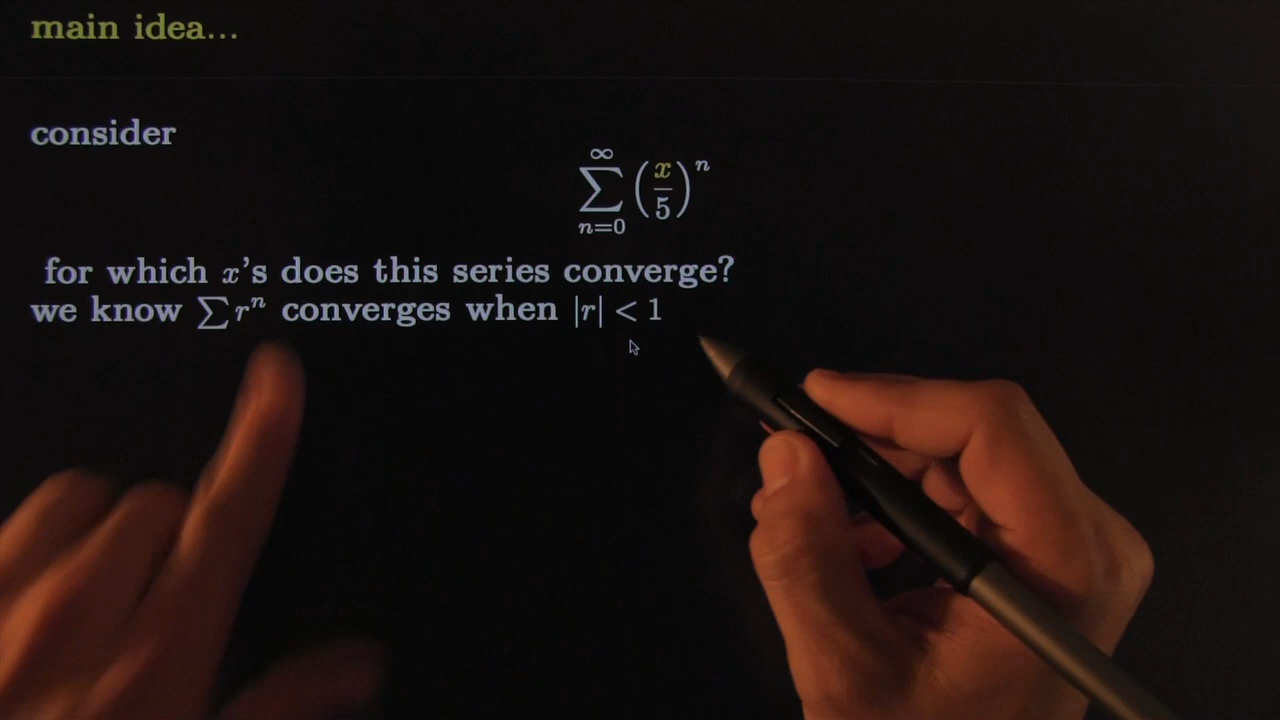 main idea...
consider
∞
∑ (x/5)^n
n=0
for which x's does this series converge?
we know ∑ r^n converges when |r| < 1